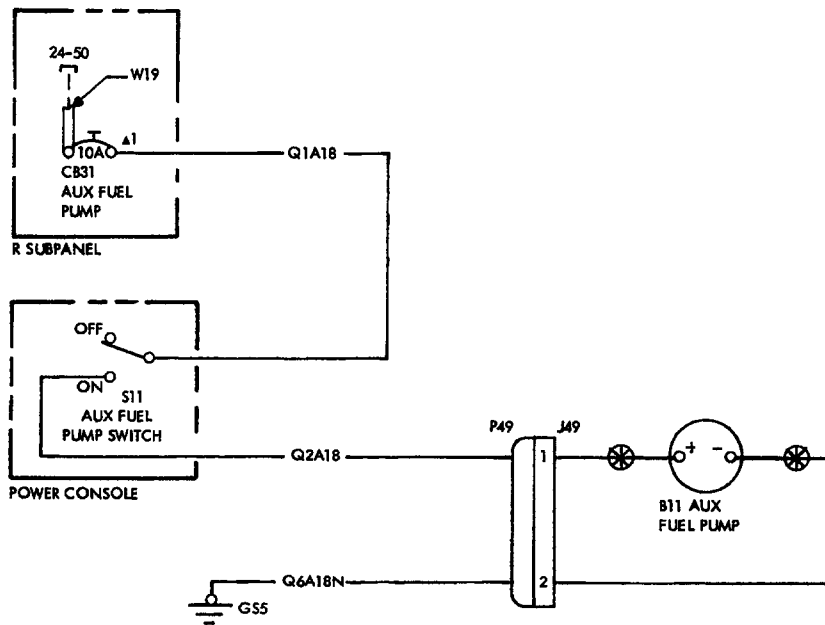 24-50
W19
▲1
10A
Q1A18
CB31
AUX FUEL
PUMP
R SUBPANEL
OFF
ON
S11
AUX FUEL
PUMP SWITCH
P49 J49
Q2A18
1
+ -
POWER CONSOLE
B11 AUX
FUEL PUMP
Q6A18N
2
GS5